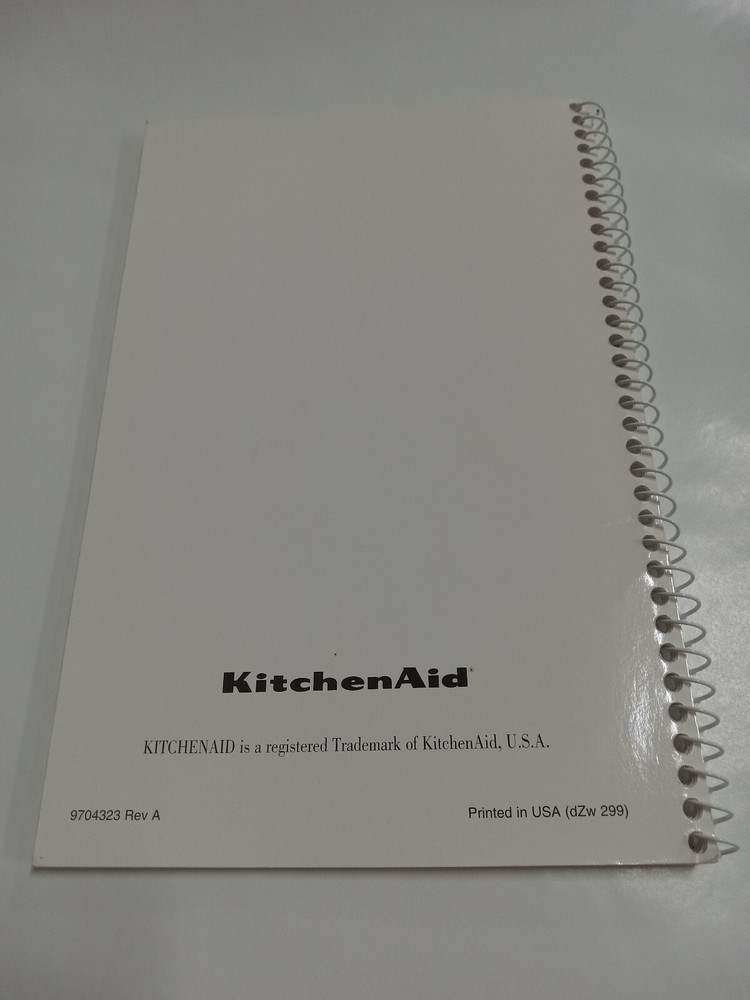 KitchenAid®
KITCHENAID is a registered Trademark of KitchenAid, U.S.A.
9704323 Rev A
Printed in USA (dZw 299)